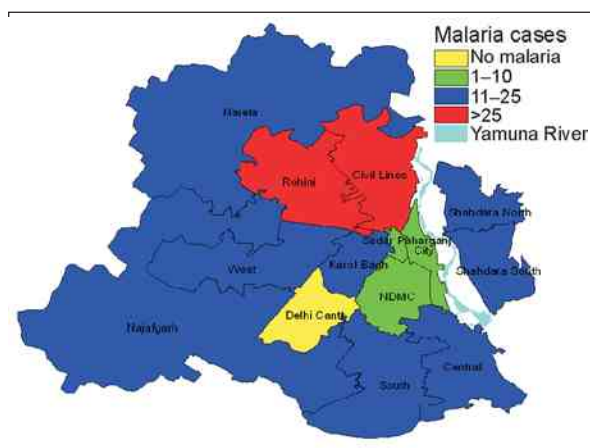 Malaria cases
No malaria
1–10
11–25
>25
Yamuna River
Narela
Rohini
Civil Lines
Shahdara North
Sadar Paharganj
City
Shahdara South
Karol Bagh
West
NDMC
Delhi Cantt
Najafgarh
Central
South